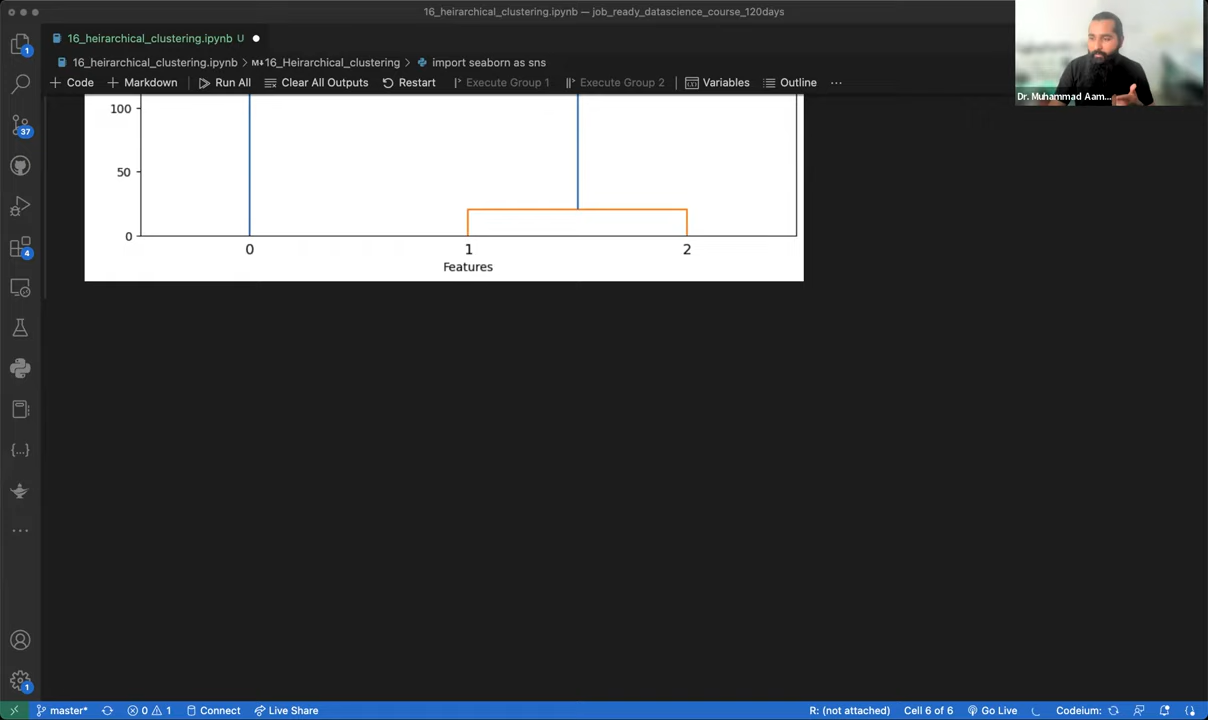 16_heirarchical_clustering.ipynb — job_ready_datascience_course_120days
16_heirarchical_clustering.ipynb U
16_heirarchical_clustering.ipynb > M↓16_Heirarchical_clustering > import seaborn as sns
+ Code + Markdown Run All Clear All Outputs Restart Execute Group 1 Execute Group 2 Variables Outline ...
Dr. Muhammad Aam...
1
37
4
1
100
50
0
0 1 2
Features
master* 0 1 Connect Live Share R: (not attached) Cell 6 of 6 Go Live Codeium: